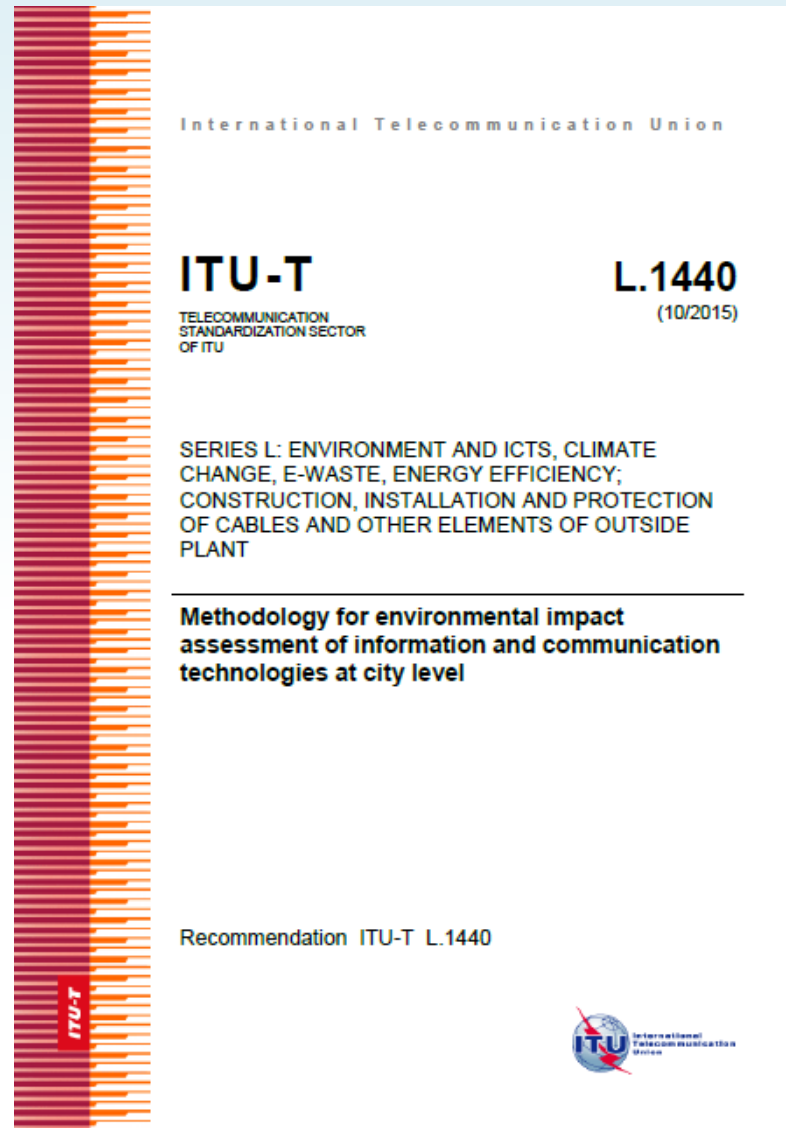 International Telecommunication Union
ITU-T
L.1440
TELECOMMUNICATION
STANDARDIZATION SECTOR
OF ITU
(10/2015)
SERIES L: ENVIRONMENT AND ICTS, CLIMATE
CHANGE, E-WASTE, ENERGY EFFICIENCY;
CONSTRUCTION, INSTALLATION AND PROTECTION
OF CABLES AND OTHER ELEMENTS OF OUTSIDE
PLANT
Methodology for environmental impact
assessment of information and communication
technologies at city level
Recommendation ITU-T L.1440
ITU-T
ITU
International
Telecommunication
Union